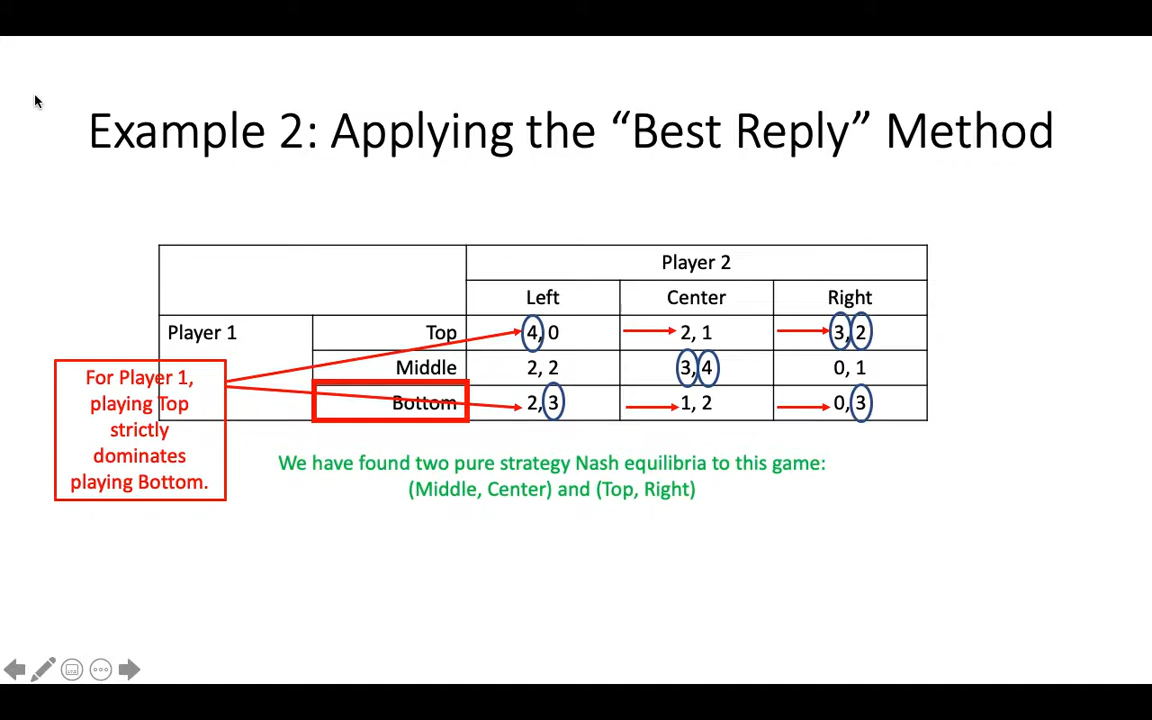 Example 2: Applying the “Best Reply” Method
Player 2
Left Center Right
Player 1 Top 4, 0 2, 1 3, 2
Middle 2, 2 3, 4 0, 1
Bottom 2, 3 1, 2 0, 3
For Player 1,
playing Top
strictly
dominates
playing Bottom.
We have found two pure strategy Nash equilibria to this game:
(Middle, Center) and (Top, Right)